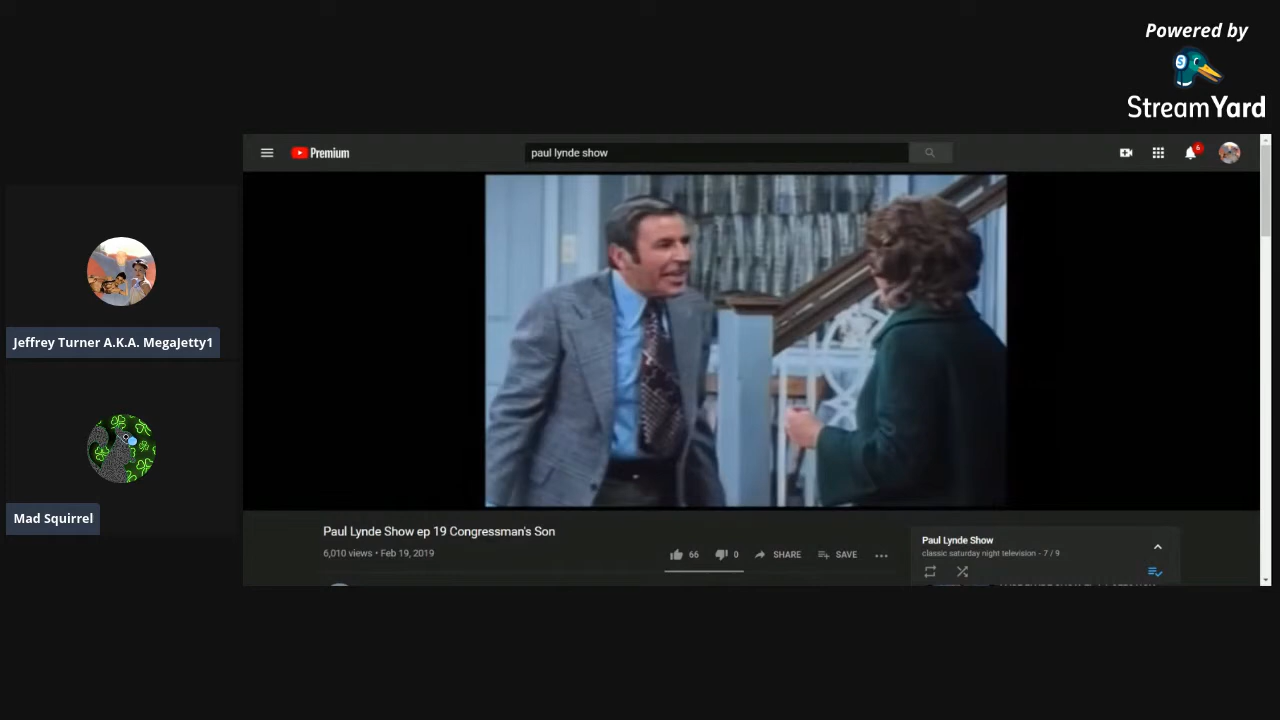 Powered by
StreamYard
Premium
paul lynde show
6
Jeffrey Turner A.K.A. MegaJetty1
Mad Squirrel
Paul Lynde Show ep 19 Congressman's Son
6,010 views • Feb 19, 2019
66
0
SHARE
SAVE
Paul Lynde Show
classic saturday night television - 7 / 9